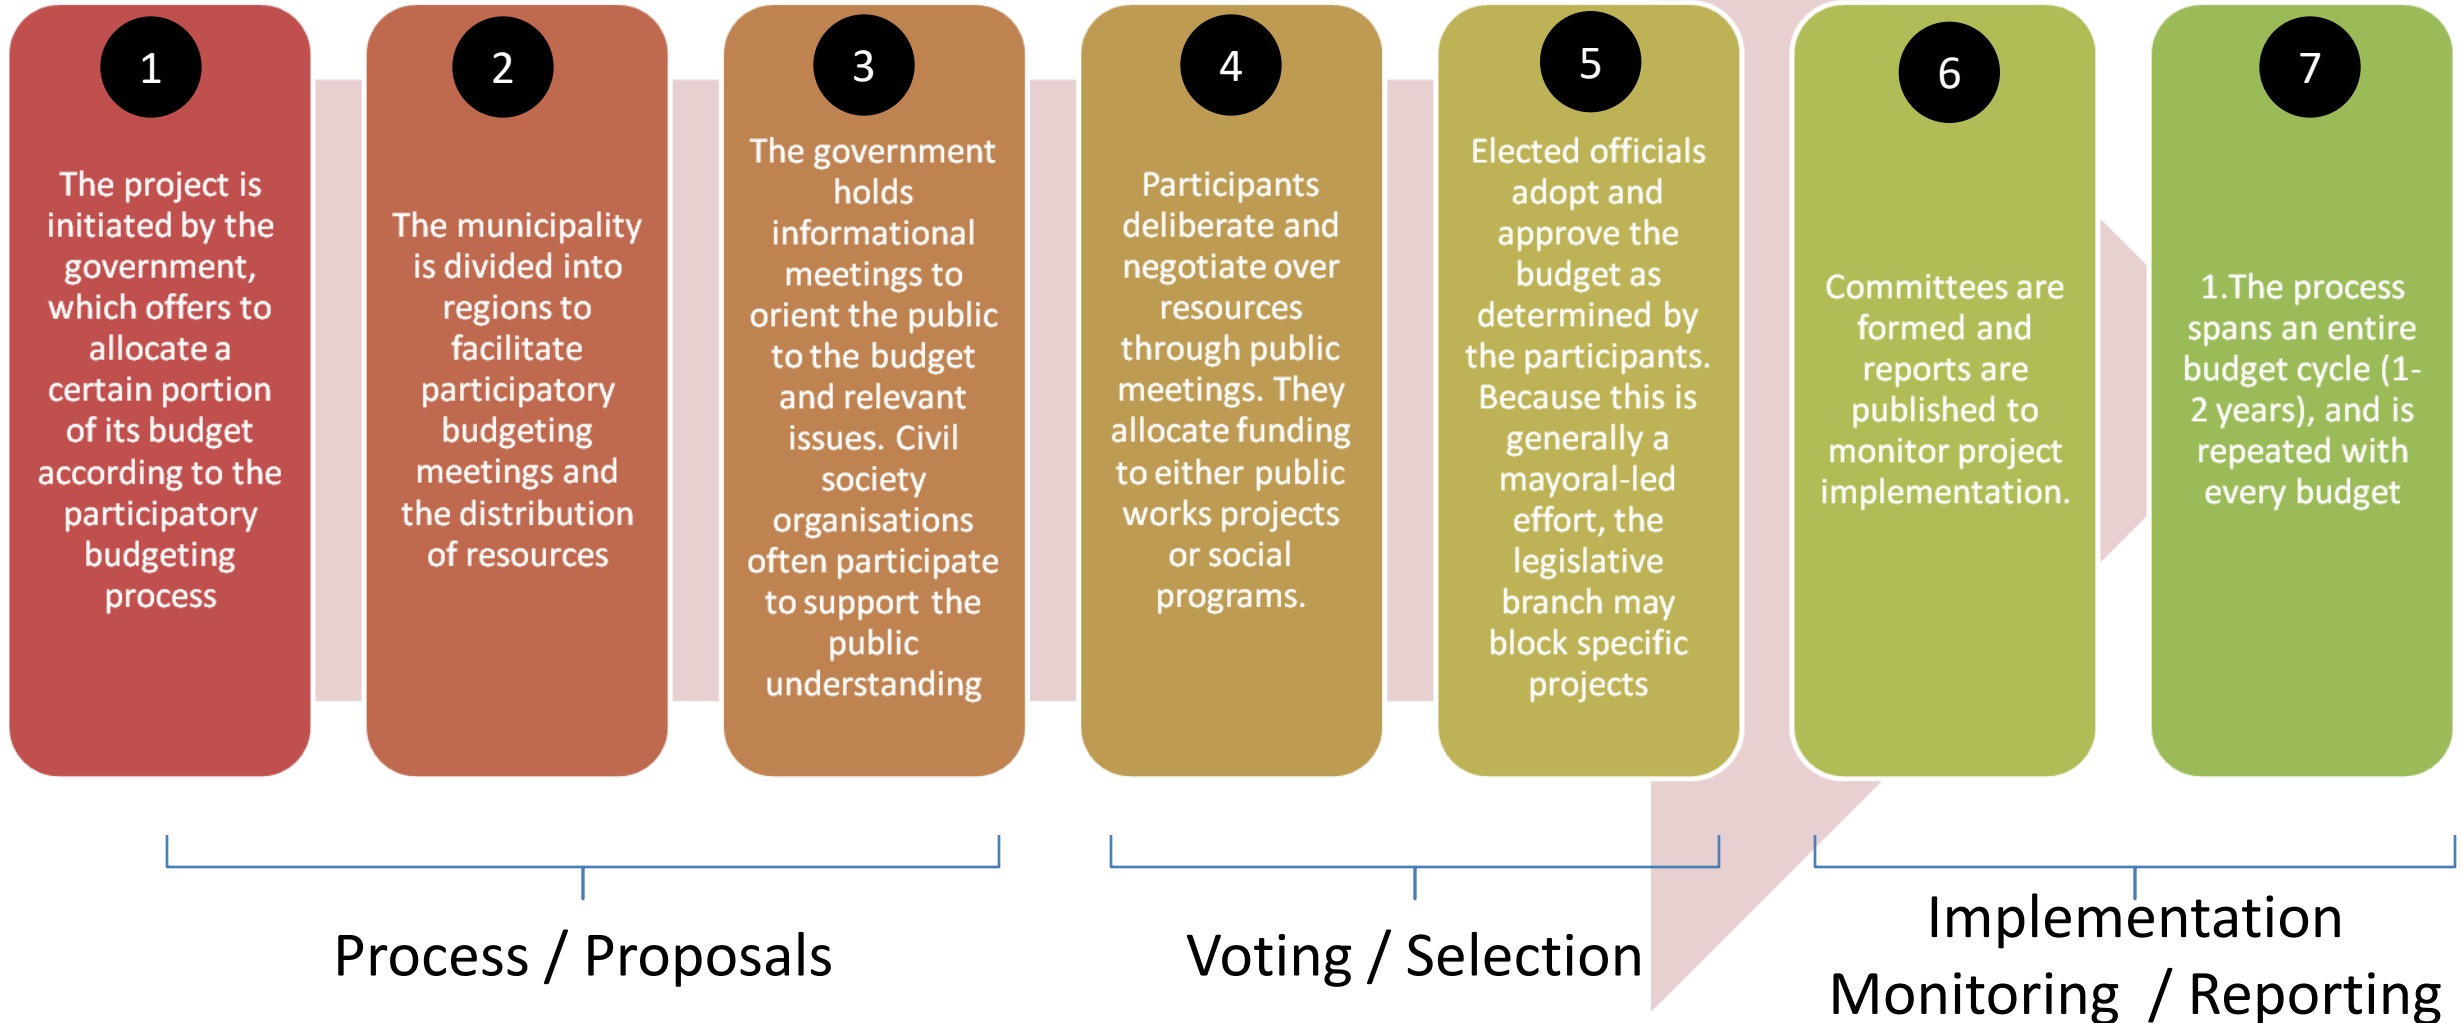 1
The project is
initiated by the
government,
which offers to
allocate a
certain portion
of its budget
according to the
participatory
budgeting
process
2
The municipality
is divided into
regions to
facilitate
participatory
budgeting
meetings and
the distribution
of resources
3
The government
holds
informational
meetings to
orient the public
to the budget
and relevant
issues. Civil
society
organisations
often participate
to support the
public
understanding
4
Participants
deliberate and
negotiate over
resources
through public
meetings. They
allocate funding
to either public
works projects
or social
programs.
5
Elected officials
adopt and
approve the
budget as
determined by
the participants.
Because this is
generally a
mayoral-led
effort, the
legislative
branch may
block specific
projects
6
Committees are
formed and
reports are
published to
monitor project
implementation.
7
1.The process
spans an entire
budget cycle (1-
2 years), and is
repeated with
every budget
Process / Proposals
Voting / Selection
Implementation
Monitoring / Reporting